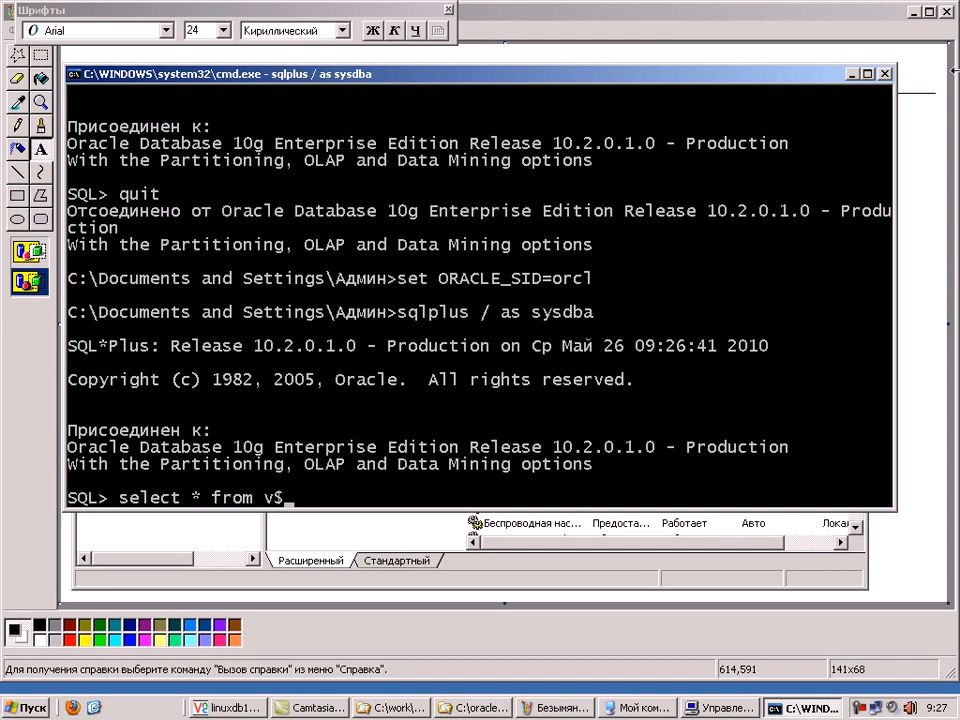 Шрифты
Arial
24
Кириллический
Ж К Ч
C:\WINDOWS\system32\cmd.exe - sqlplus / as sysdba
Присоединен к:
Oracle Database 10g Enterprise Edition Release 10.2.0.1.0 - Production
With the Partitioning, OLAP and Data Mining options
SQL> quit
Отсоединено от Oracle Database 10g Enterprise Edition Release 10.2.0.1.0 - Produ
ction
With the Partitioning, OLAP and Data Mining options
C:\Documents and Settings\Админ>set ORACLE_SID=orcl
C:\Documents and Settings\Админ>sqlplus / as sysdba
SQL*Plus: Release 10.2.0.1.0 - Production on Ср Май 26 09:26:41 2010
Copyright (c) 1982, 2005, Oracle.  All rights reserved.
Присоединен к:
Oracle Database 10g Enterprise Edition Release 10.2.0.1.0 - Production
With the Partitioning, OLAP and Data Mining options
SQL> select * from v$_
Беспроводная нас... Предоста... Работает Авто Лока
Расширенный Стандартный
Для получения справки выберите команду "Вызов справки" из меню "Справка".
614,591
141x68
Пуск
linuxdb1...
Camtasia...
C:\work\...
C:\oracle...
Безымян...
Мой ком...
Управле...
C:\WIND...
9:27